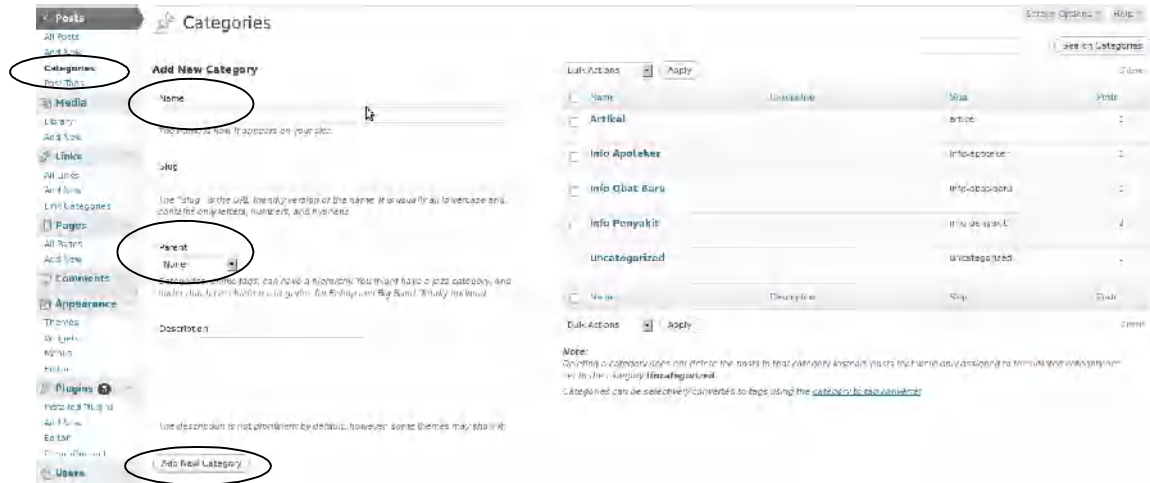 Posts
All Posts
Add New
Categories
Post Tags
Media
Library
Add New
Links
All Links
Add New
Link Categories
Pages
All Pages
Add New
Comments
Appearance
Themes
Widgets
Menus
Editor
Plugins
Installed Plugins
Add New
Editor
Users
Categories
Screen Options
Help
Search Categories
Add New Category
Name
The name is how it appears on your site.
Slug
The "slug" is the URL-friendly version of the name. It is usually all lowercase and
contains only letters, numbers, and hyphens.
Parent
None
Categories, unlike tags, can have a hierarchy. You might have a Jazz category, and
under that have children categories for Bebop and Big Band. Totally optional.
Description
The description is not prominent by default, however some themes may show it.
Add New Category
Bulk Actions Apply
Name Description Slug Posts
Artikel artikel
Info Apoteker info-apoteker
Info Obat Baru info-obat-baru
Info Penyakit info-penyakit
Uncategorized uncategorized
Name Description Slug Posts
Bulk Actions Apply
Note:
Deleting a category does not delete the posts in that category. Instead, posts that were only assigned to the deleted category are
set to the category Uncategorized.
Categories can be selectively converted to tags using the category to tag converter